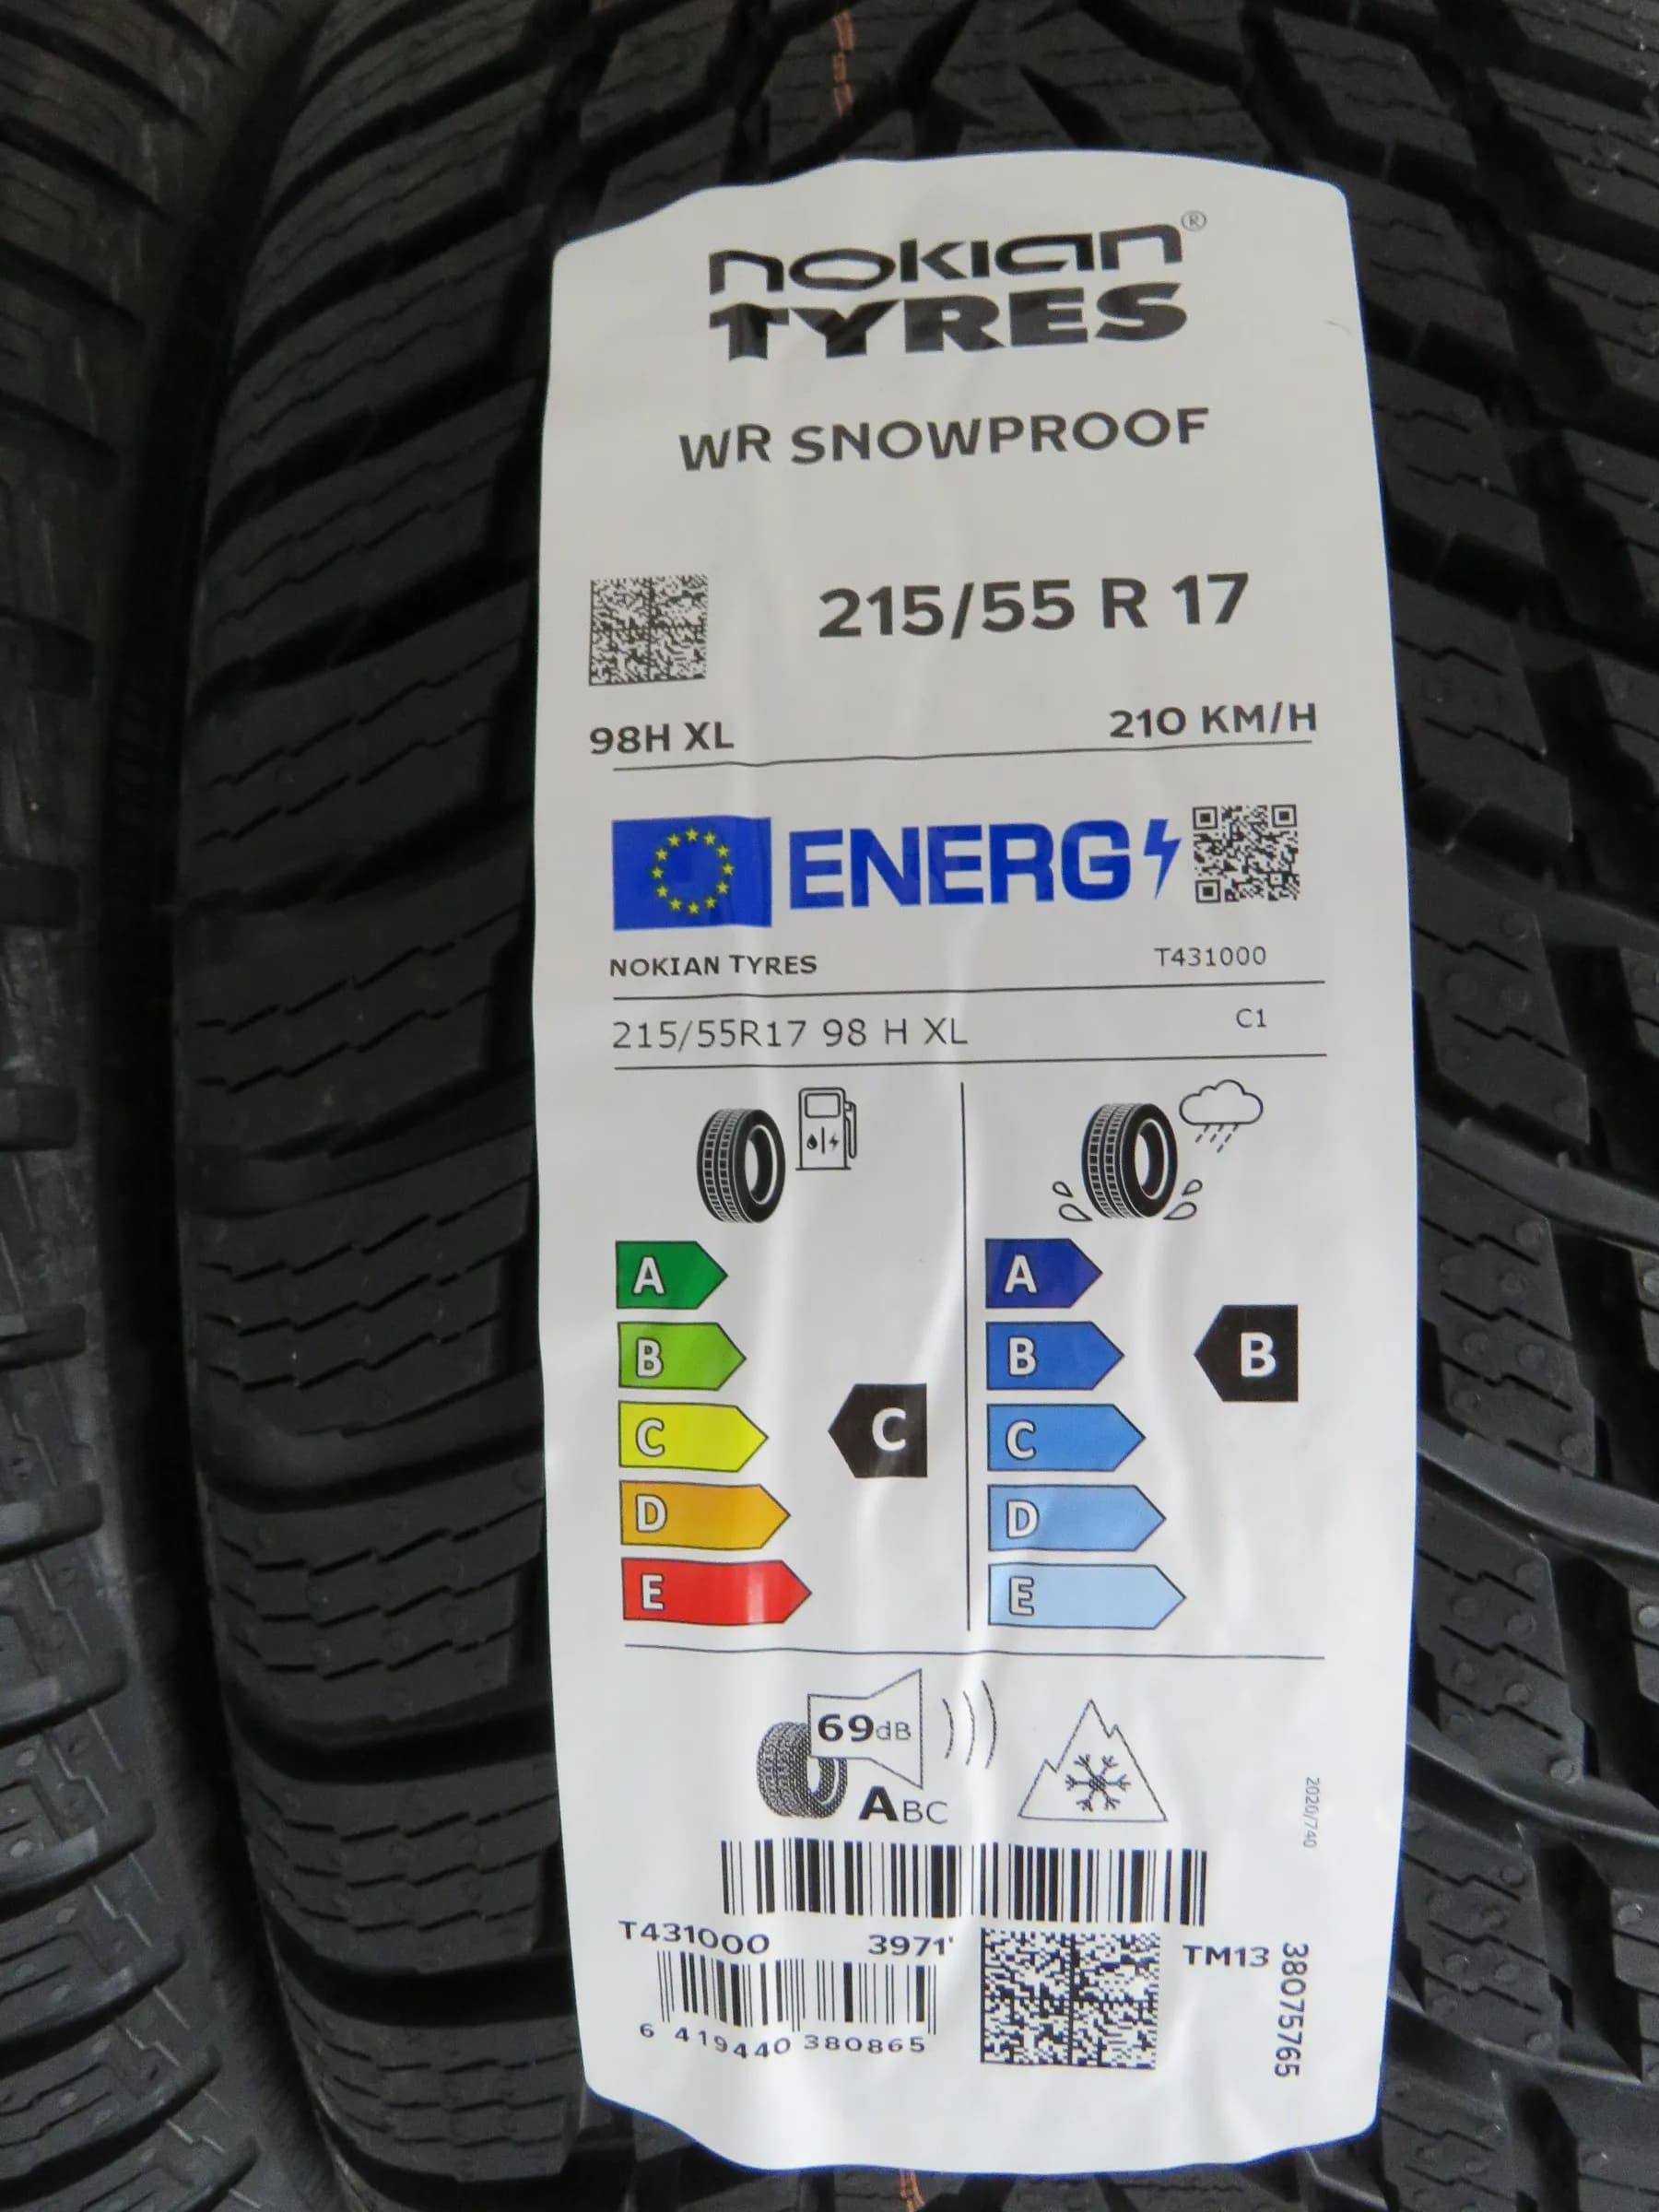 nokian®
TYRES
WR SNOWPROOF
215/55 R 17
98H XL 210 KM/H
ENERG
NOKIAN TYRES T431000
215/55R17 98 H XL C1
A A
B B B
C C C
D D
E E
69dB
ABC
2020/740
T431000 3971' TM13
38075765
6 419440 380865